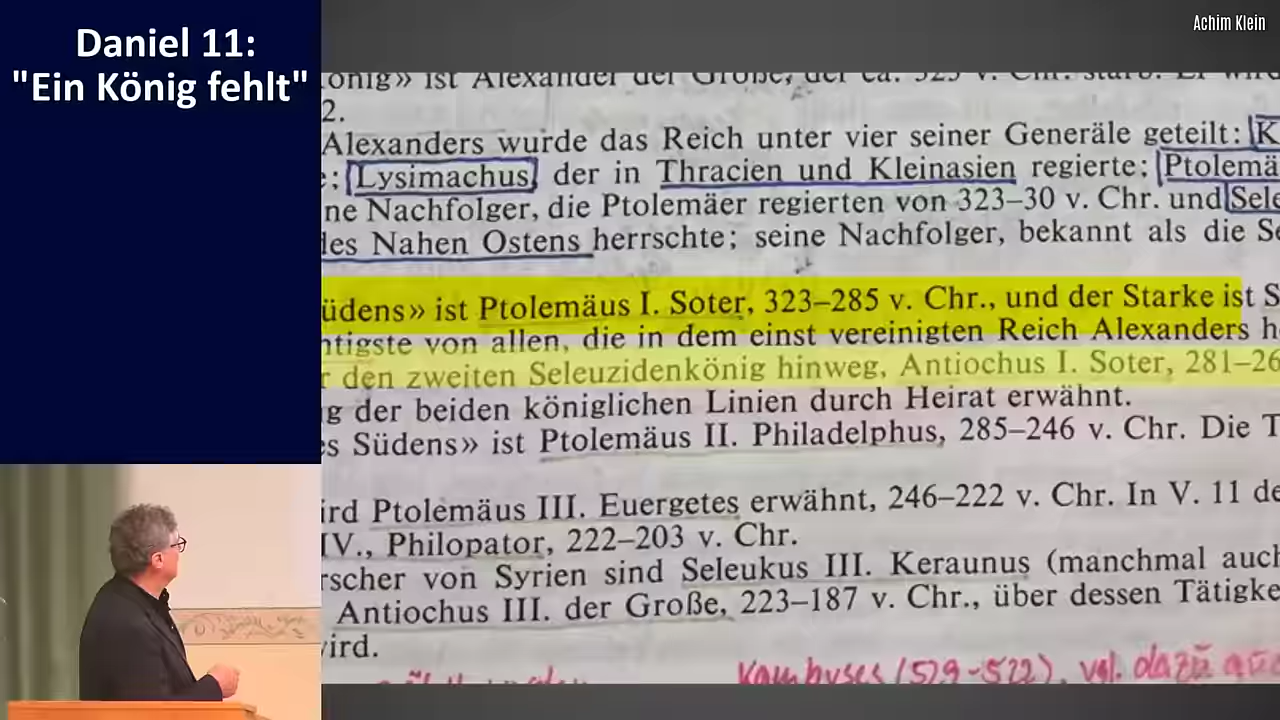 Daniel 11:
"Ein König fehlt"
Achim Klein
önig» ist Alexander der Große, der ca. 323 v. Chr. starb. Er wird
2.
Alexanders wurde das Reich unter vier seiner Generäle geteilt: K
; Lysimachus, der in Thracien und Kleinasien regierte; Ptolemä
ne Nachfolger, die Ptolemäer regierten von 323–30 v. Chr. und Sele
des Nahen Ostens herrschte; seine Nachfolger, bekannt als die Se
üdens» ist Ptolemäus I. Soter, 323–285 v. Chr., und der Starke ist S
htigste von allen, die in dem einst vereinigten Reich Alexanders h
r den zweiten Seleuzidenkönig hinweg, Antiochus I. Soter, 281–26
g der beiden königlichen Linien durch Heirat erwähnt.
s Südens» ist Ptolemäus II. Philadelphus, 285–246 v. Chr. Die T
ird Ptolemäus III. Euergetes erwähnt, 246–222 v. Chr. In V. 11 de
IV., Philopator, 222–203 v. Chr.
rscher von Syrien sind Seleukus III. Keraunus (manchmal auch
Antiochus III. der Große, 223–187 v. Chr., über dessen Tätigke
ird.
Kambyses (529-522), vgl. dazu